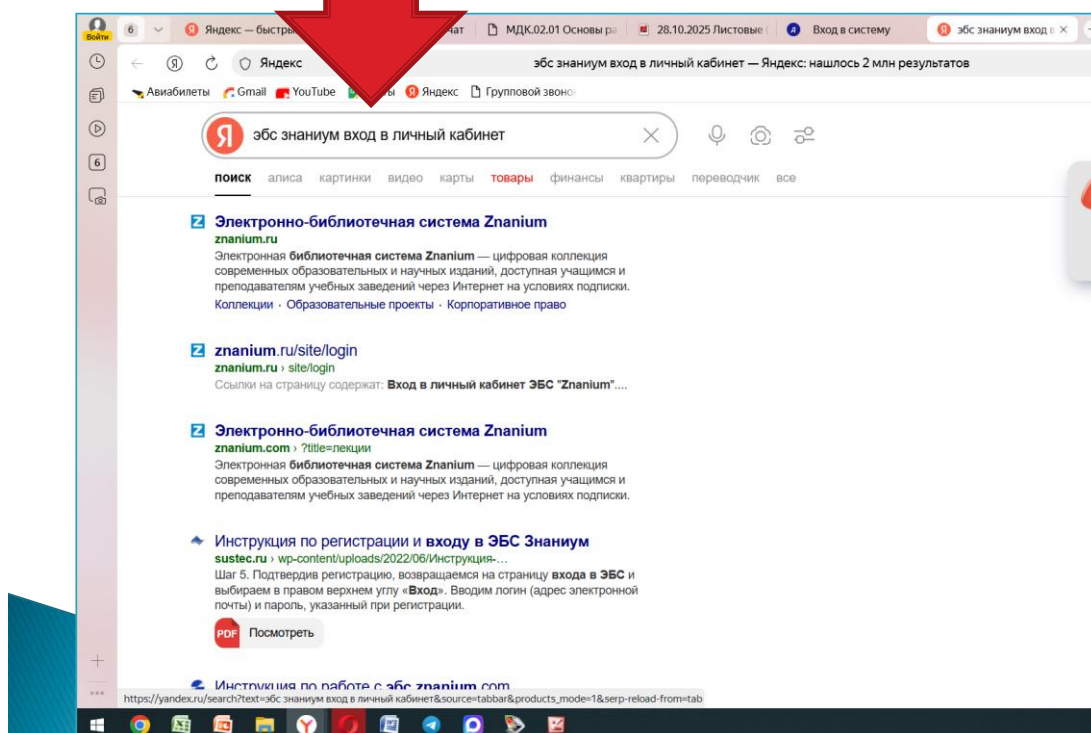 Войти
6
Яндекс — быстры
чат
МДК.02.01 Основы ра
28.10.2025 Листовые
Вход в систему
эбс знаниум вход в
Яндекс
эбс знаниум вход в личный кабинет — Яндекс: нашлось 2 млн результатов
Авиабилеты
Gmail
YouTube
Яндекс
Групповой звоно
Я
эбс знаниум вход в личный кабинет
6
поиск алиса картинки видео карты товары финансы квартиры переводчик все
Электронно-библиотечная система Znanium
znanium.ru
Электронная библиотечная система Znanium — цифровая коллекция
современных образовательных и научных изданий, доступная учащимся и
преподавателям учебных заведений через Интернет на условиях подписки.
Коллекции · Образовательные проекты · Корпоративное право
znanium.ru/site/login
znanium.ru › site/login
Ссылки на страницу содержат: Вход в личный кабинет ЭБС "Znanium"....
Электронно-библиотечная система Znanium
znanium.com › ?title=лекции
Электронная библиотечная система Znanium — цифровая коллекция
современных образовательных и научных изданий, доступная учащимся и
преподавателям учебных заведений через Интернет на условиях подписки.
Инструкция по регистрации и входу в ЭБС Знаниум
sustec.ru › wp-content/uploads/2022/06/Инструкция-...
Шаг 5. Подтвердив регистрацию, возвращаемся на страницу входа в ЭБС и
выбираем в правом верхнем углу «Вход». Вводим логин (адрес электронной
почты) и пароль, указанный при регистрации.
PDF Посмотреть
Инструкция по работе с эбс znanium.com
https://yandex.ru/search?text=эбс знаниум вход в личный кабинет&source=tabbar&products_mode=1&serp-reload-from=tab